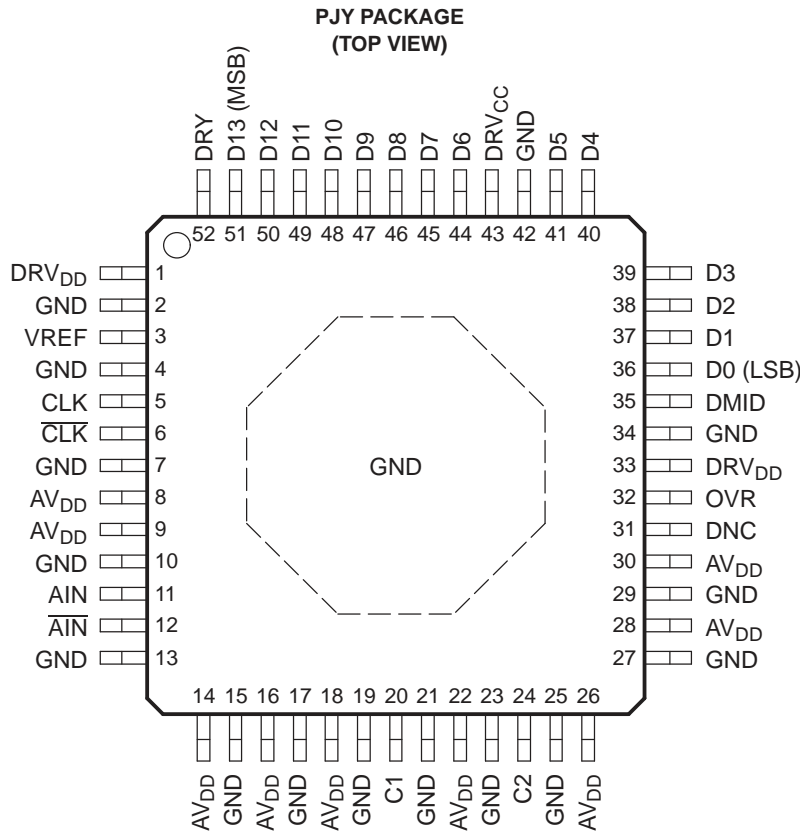 PJY PACKAGE
(TOP VIEW)
DRY
D13 (MSB)
D12
D11
D10
D9
D8
D7
D6
DRVCC
GND
D5
D4
52 51 50 49 48 47 46 45 44 43 42 41 40
DRVDD 1
GND 2
VREF 3
GND 4
CLK 5
CLK 6
GND 7
AVDD 8
AVDD 9
GND 10
AIN 11
AIN 12
GND 13
GND
39 D3
38 D2
37 D1
36 D0 (LSB)
35 DMID
34 GND
33 DRVDD
32 OVR
31 DNC
30 AVDD
29 GND
28 AVDD
27 GND
14 15 16 17 18 19 20 21 22 23 24 25 26
AVDD
GND
AVDD
GND
AVDD
GND
C1
GND
AVDD
GND
C2
GND
AVDD